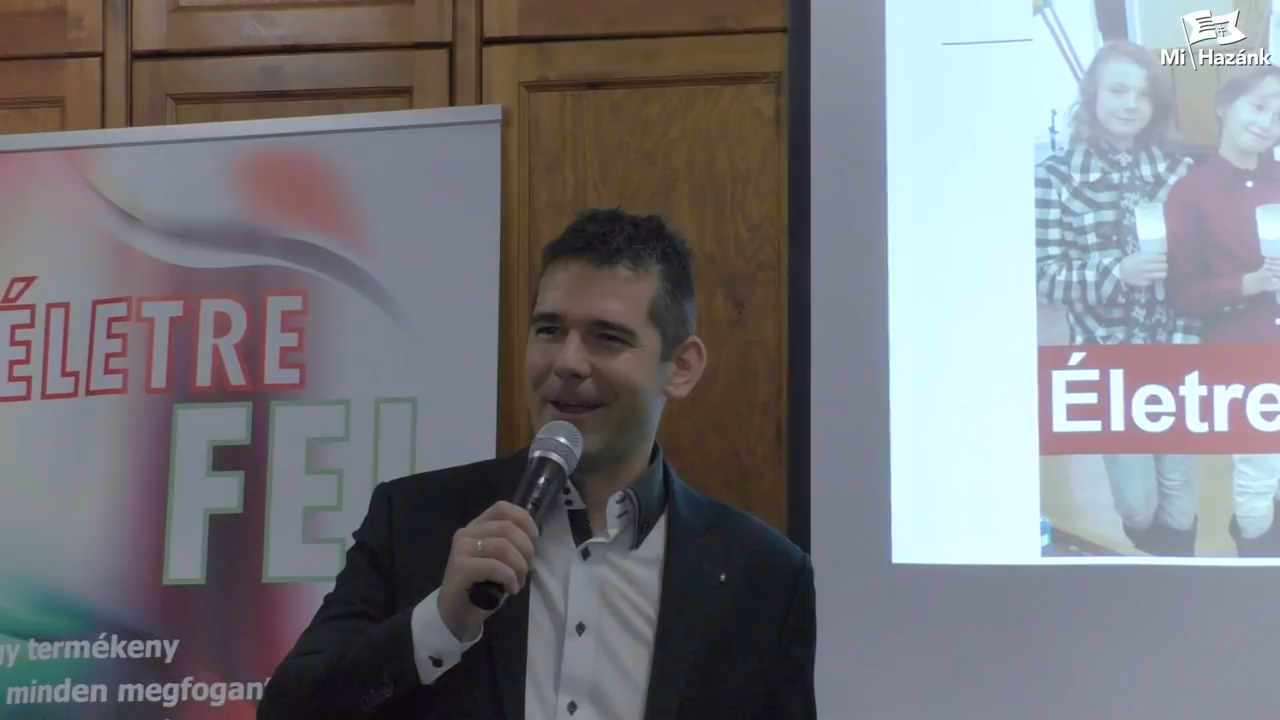 Mi Hazánk
ÉLETRE
FEL
termékeny
minden
Életre